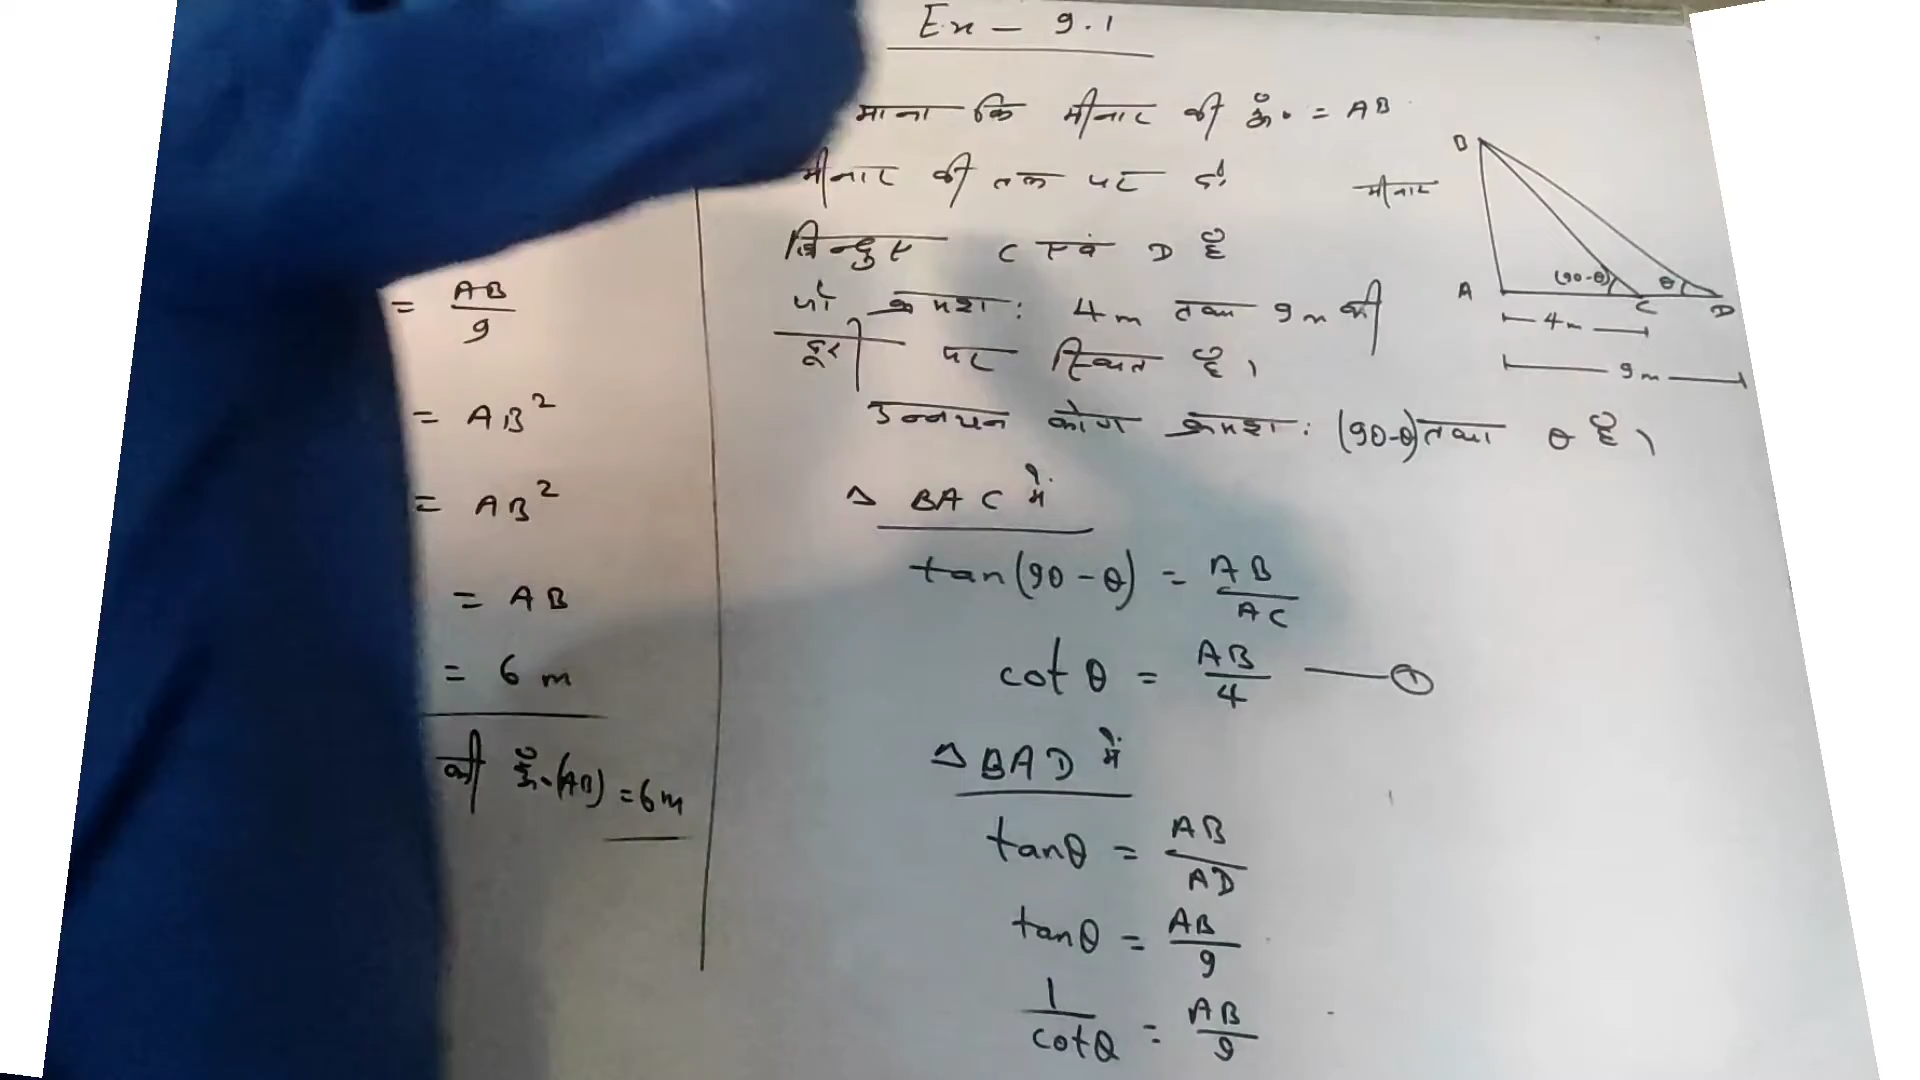 Ex - 9.1
माना कि मीनार की ऊँ० = AB
मीनार की तल पर दो
बिन्दुए C एवं D है
जो क्रमशः 4m तथा 9m की
दूरी पर स्थित है।
उन्नयन कोण क्रमशः (90-θ) तथा θ है।
Δ BAC में
tan(90-θ) = AB/AC
cot θ = AB/4 — ①
Δ BAD में
tanθ = AB/AD
tanθ = AB/9
1/cotθ = AB/9
मीनार
B
A
(90-θ)
θ
C
D
4m
9m
= AB/9
= AB²
= AB²
= AB
= 6 m
की ऊँ.(AB) = 6m